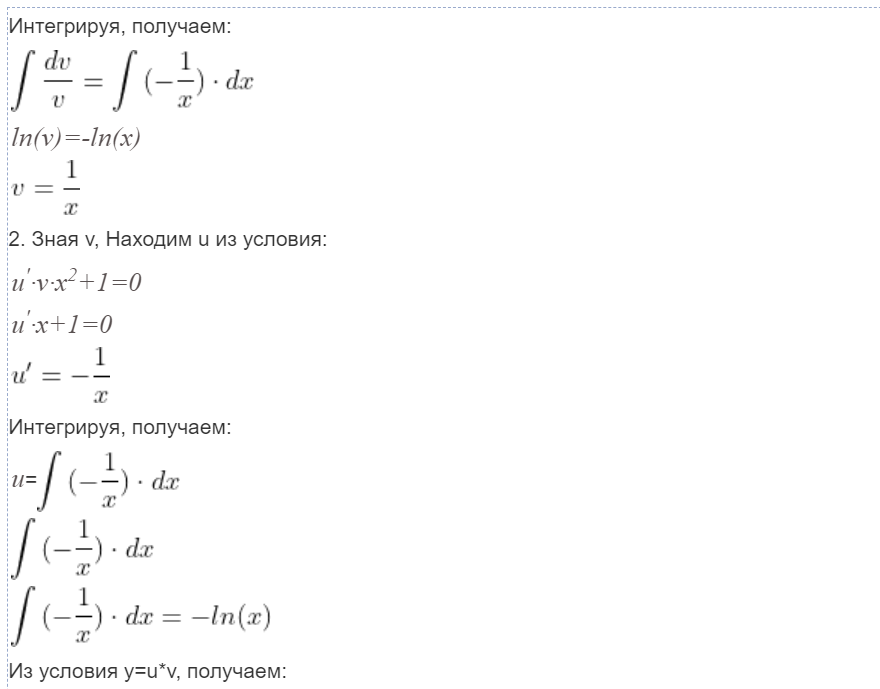 Интегрируя, получаем:
∫ dv/v = ∫ (−1/x) · dx
ln(v)=-ln(x)
v = 1/x
2. Зная v, Находим u из условия:
u'·v·x²+1=0
u'·x+1=0
u′ = −1/x
Интегрируя, получаем:
u=∫ (−1/x) · dx
∫ (−1/x) · dx
∫ (−1/x) · dx = −ln(x)
Из условия y=u*v, получаем: